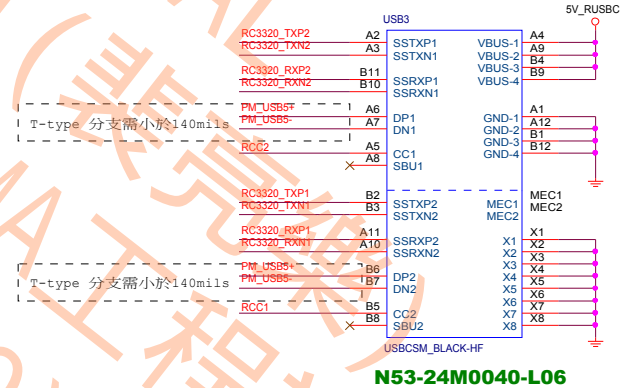 5V_RUSBC
USB3
RC3320_TXP2 A2 SSTXP1 VBUS-1 A4
RC3320_TXN2 A3 SSTXN1 VBUS-2 A9
VBUS-3 B4
RC3320_RXP2 B11 SSRXP1 VBUS-4 B9
RC3320_RXN2 B10 SSRXN1
PM_USB5+ A6 DP1 GND-1 A1
T-type 分支需小於140mils
PM_USB5- A7 DN1 GND-2 A12
GND-3 B1
RCC2 A5 CC1 GND-4 B12
A8 SBU1
RC3320_TXP1 B2 SSTXP2 MEC1 MEC1
RC3320_TXN1 B3 SSTXN2 MEC2 MEC2
RC3320_RXP1 A11 SSRXP2 X1 X1
RC3320_RXN1 A10 SSRXN2 X2 X2
X3 X3
PM_USB5+ B6 DP2 X4 X4
T-type 分支需小於140mils
PM_USB5- B7 DN2 X5 X5
X6 X6
RCC1 B5 CC2 X7 X7
B8 SBU2 X8 X8
USBCSM_BLACK-HF
N53-24M0040-L06